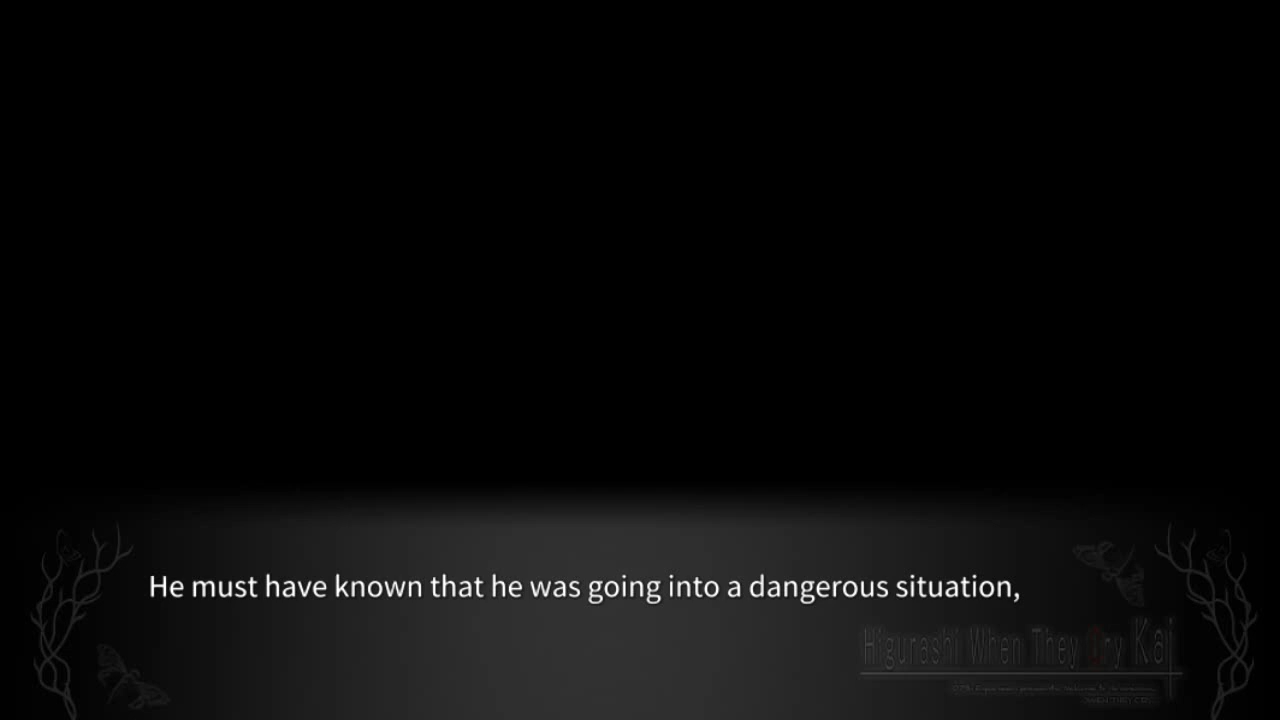 He must have known that he was going into a dangerous situation,
Higurashi When They Cry Kai